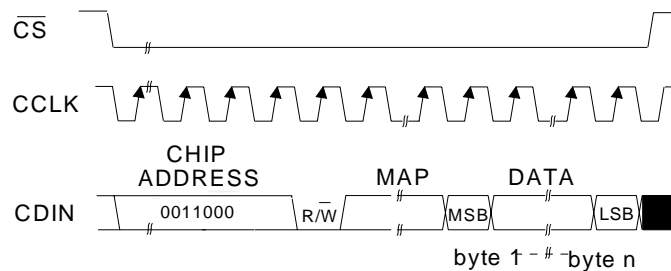 CS
CCLK
CHIP
ADDRESS
MAP
DATA
CDIN
0011000
R/W
MSB
LSB
byte 1
byte n